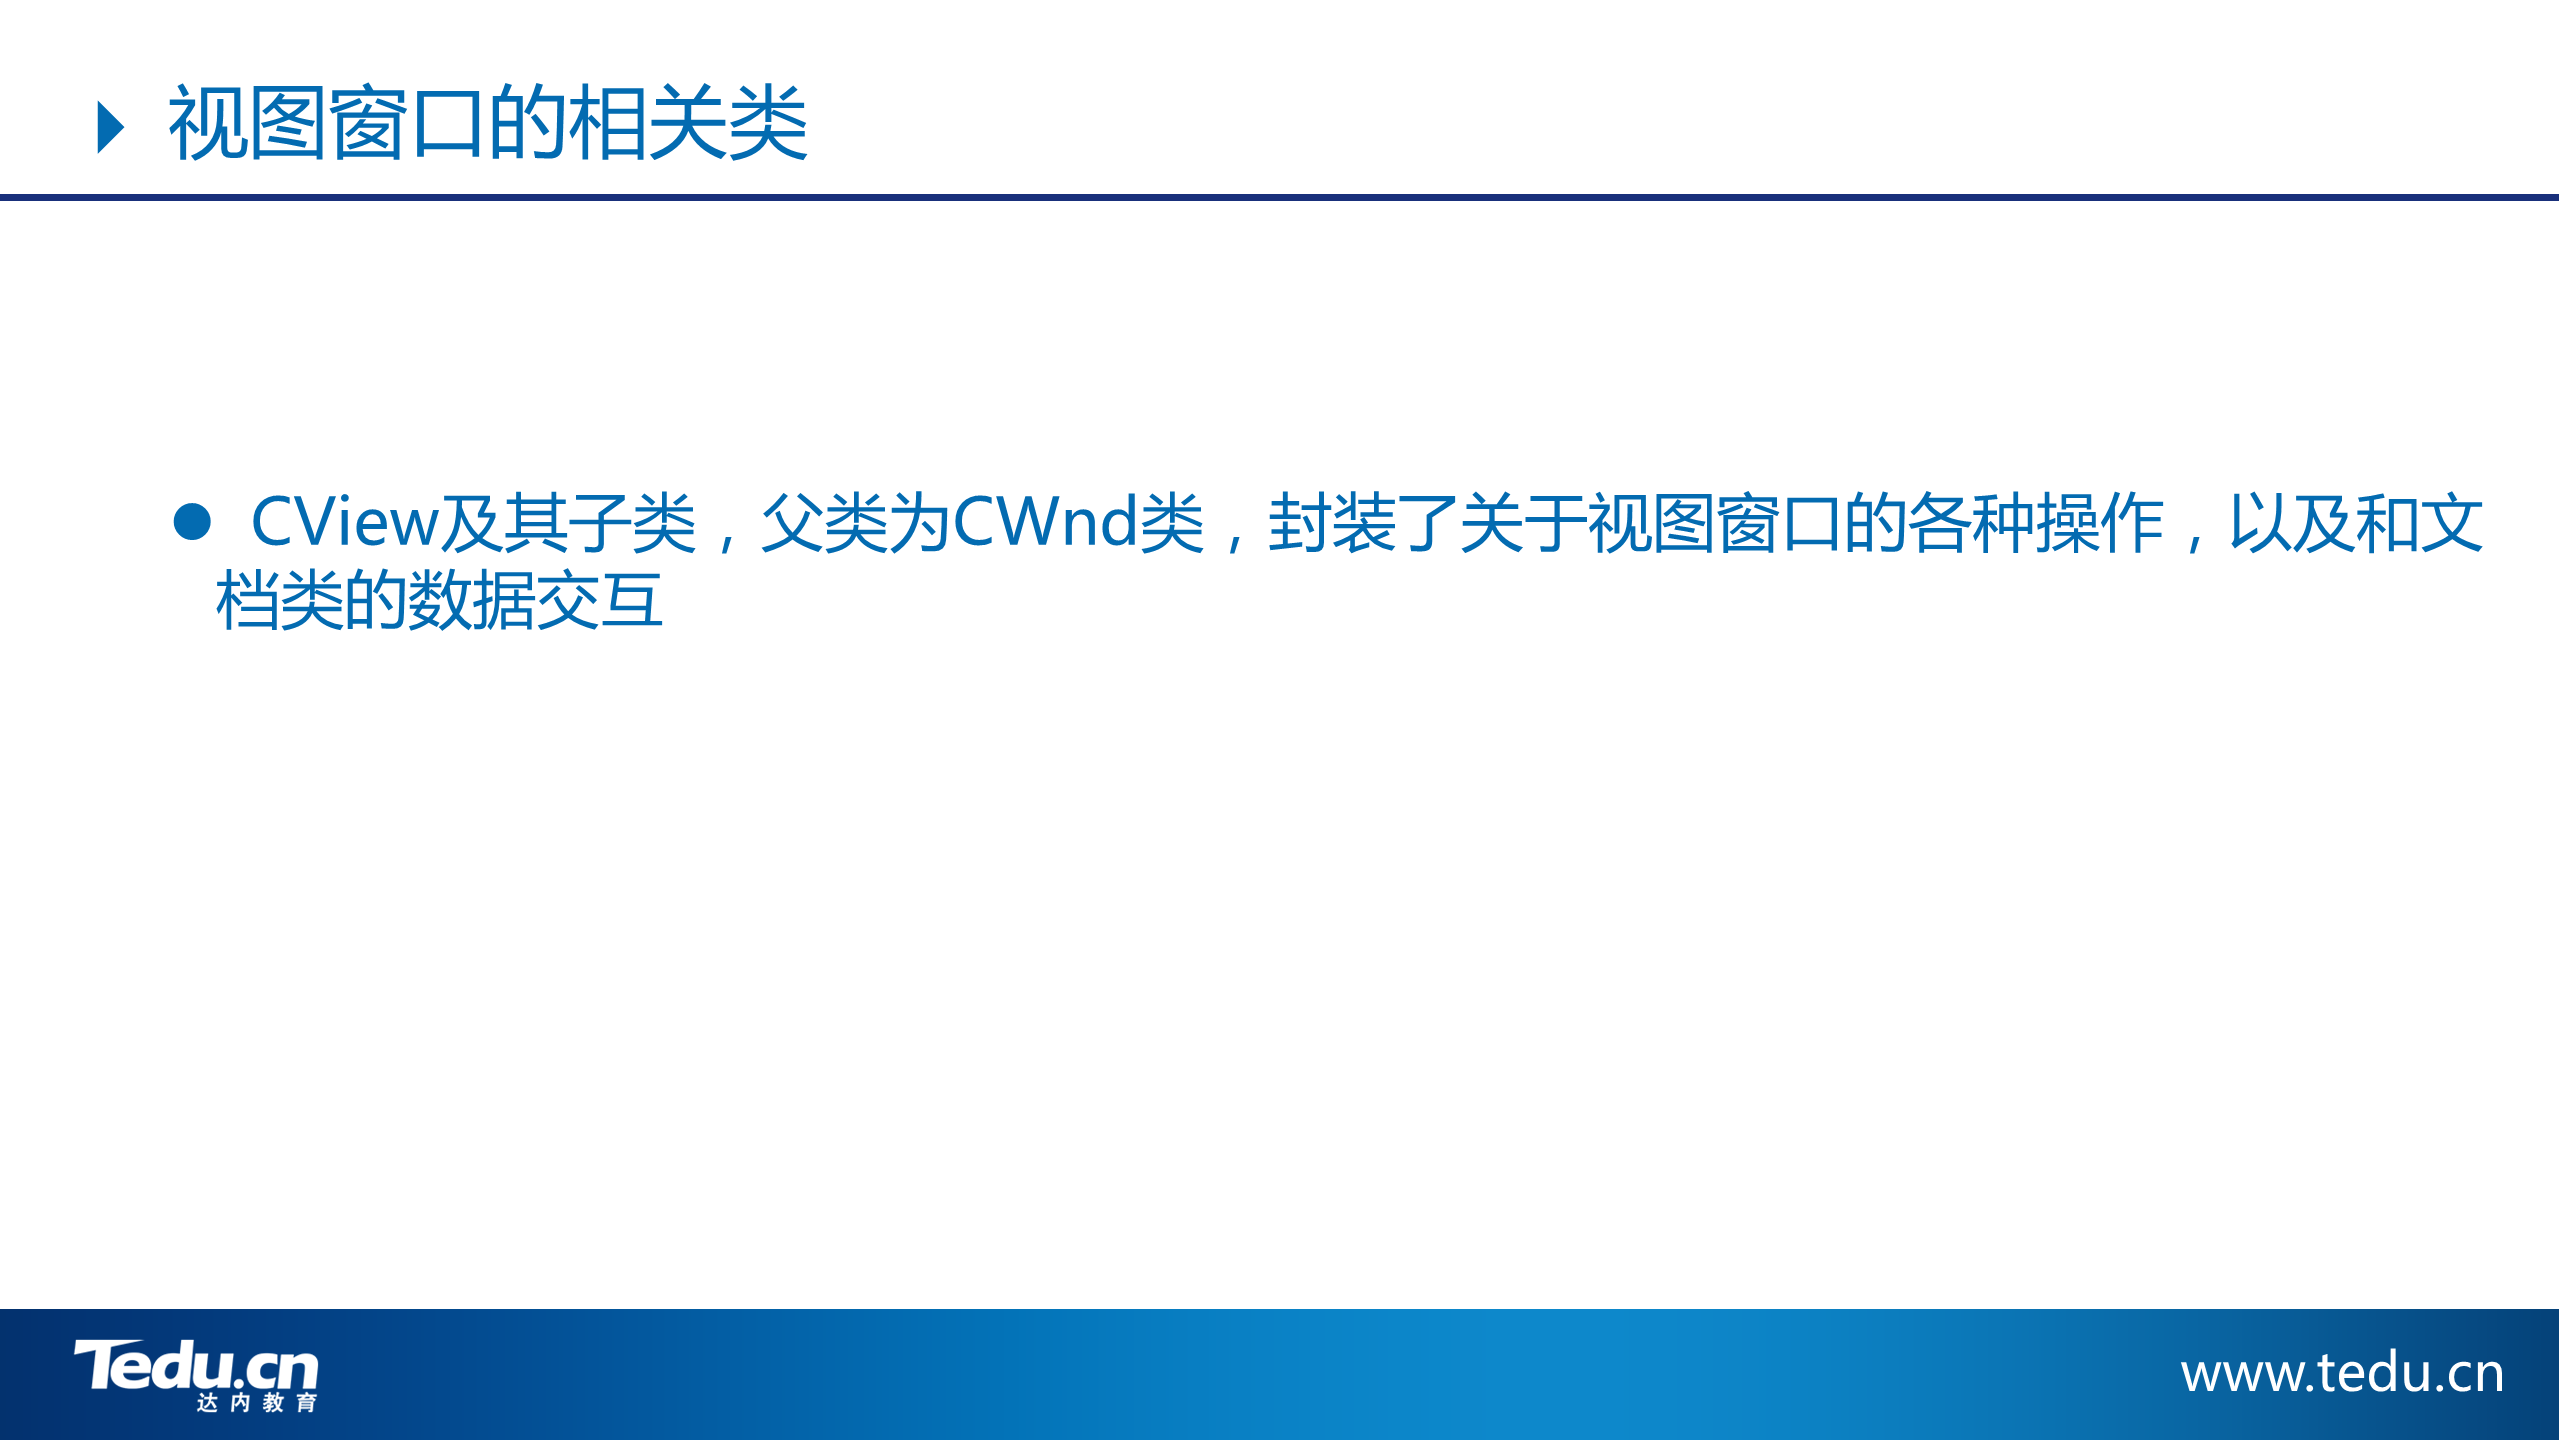 视图窗口的相关类
CView及其子类，父类为CWnd类，封装了关于视图窗口的各种操作，以及和文
档类的数据交互
Tedu.cn
达内教育
www.tedu.cn